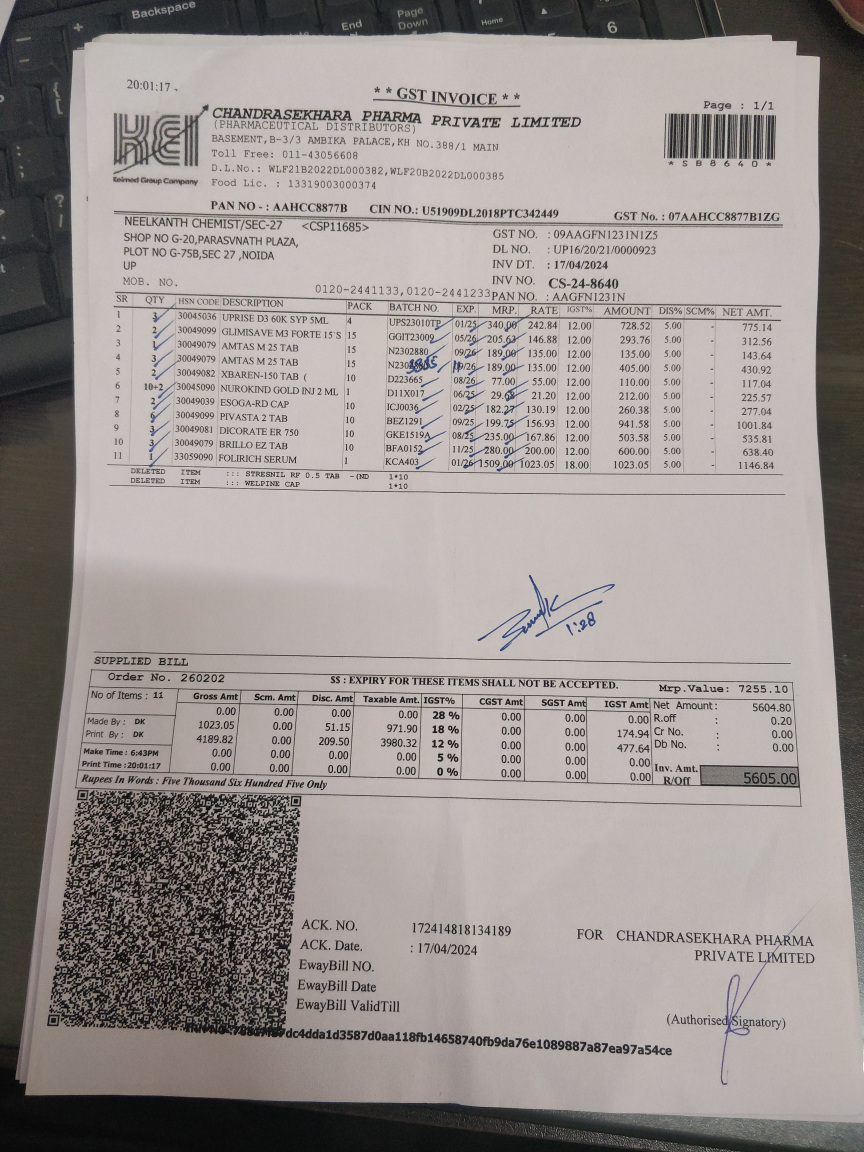 Backspace
End
Page Down
Home
6
20:01:17
* * GST INVOICE * *
Page : 1/1
KEI
Keimed Group Company
CHANDRASEKHARA PHARMA PRIVATE LIMITED
(PHARMACEUTICAL DISTRIBUTORS)
BASEMENT,B-3/3 AMBIKA PALACE,KH NO.388/1 MAIN
Toll Free: 011-43056608
D.L.No.: WLF21B2022DL000382,WLF20B2022DL000385
Food Lic. : 13319003000374
* S B 8 6 4 0 *
PAN NO - : AAHCC8877B CIN NO.: U51909DL2018PTC342449 GST No. : 07AAHCC8877B1ZG
NEELKANTH CHEMIST/SEC-27 <CSP11685>
SHOP NO G-20,PARASVNATH PLAZA,
PLOT NO G-75B,SEC 27 ,NOIDA
UP
MOB. NO. 0120-2441133,0120-2441233
GST NO. : 09AAGFN1231N1Z5
DL NO. : UP16/20/21/0000923
INV DT. : 17/04/2024
INV NO. CS-24-8640
PAN NO. : AAGFN1231N
SR QTY HSN CODE DESCRIPTION PACK BATCH NO. EXP. MRP. RATE IGST% AMOUNT DIS% SCM% NET AMT.
1 3 30045036 UPRISE D3 60K SYP 5ML 4 UPS23010TP 01/25 340.00 242.84 12.00 728.52 5.00 - 775.14
2 2 30049099 GLIMISAVE M3 FORTE 15'S 15 GGIT23009 05/26 205.63 146.88 12.00 293.76 5.00 - 312.56
3 1 30049079 AMTAS M 25 TAB 15 N2302880 09/26 189.00 135.00 12.00 135.00 5.00 - 143.64
4 3 30049079 AMTAS M 25 TAB 15 189.00 135.00 12.00 405.00 5.00 - 430.92
5 2 30049082 XBAREN-150 TAB ( 10 D223665 08/26 77.00 55.00 12.00 110.00 5.00 - 117.04
6 10+2 30045090 NUROKIND GOLD INJ 2 ML 1 D11X017 06/25 29.68 21.20 12.00 212.00 5.00 - 225.57
7 2 30049039 ESOGA-RD CAP 10 ICJ0036 02/25 182.27 130.19 12.00 260.38 5.00 - 277.04
8 6 30049099 PIVASTA 2 TAB 10 BEZ1291 09/25 199.75 156.93 12.00 941.58 5.00 - 1001.84
9 3 30049081 DICORATE ER 750 10 GKE1519A 08/25 235.00 167.86 12.00 503.58 5.00 - 535.81
10 3 30049079 BRILLO EZ TAB 10 BFA0152 11/25 280.00 200.00 12.00 600.00 5.00 - 638.40
11 1 33059090 FOLIRICH SERUM 1 KCA403 01/26 1509.00 1023.05 18.00 1023.05 5.00 - 1146.84
DELETED ITEM ::: STRESNIL RF 0.5 TAB -(ND 1*10
DELETED ITEM ::: WELPINE CAP 1*10
1:28
SUPPLIED BILL
Order No. 260202 $$ : EXPIRY FOR THESE ITEMS SHALL NOT BE ACCEPTED. Mrp.Value: 7255.10
No of Items : 11
Made By : DK
Print By : DK
Make Time : 6:43PM
Print Time :20:01:17
Gross Amt Scm. Amt Disc. Amt Taxable Amt. IGST% CGST Amt SGST Amt IGST Amt
0.00 0.00 0.00 0.00 28 % 0.00 0.00 0.00
1023.05 0.00 51.15 971.90 18 % 0.00 0.00 174.94
4189.82 0.00 209.50 3980.32 12 % 0.00 0.00 477.64
0.00 0.00 0.00 0.00 5 % 0.00 0.00 0.00
0.00 0.00 0.00 0.00 0 % 0.00 0.00 0.00
Net Amount : 5604.80
R.off : 0.20
Cr No. : 0.00
Db No. : 0.00
Inv. Amt. R/Off 5605.00
Rupees In Words : Five Thousand Six Hundred Five Only
ACK. NO. 172414818134189
ACK. Date. : 17/04/2024
EwayBill NO.
EwayBill Date
EwayBill ValidTill
FOR CHANDRASEKHARA PHARMA
PRIVATE LIMITED
(Authorised Signatory)